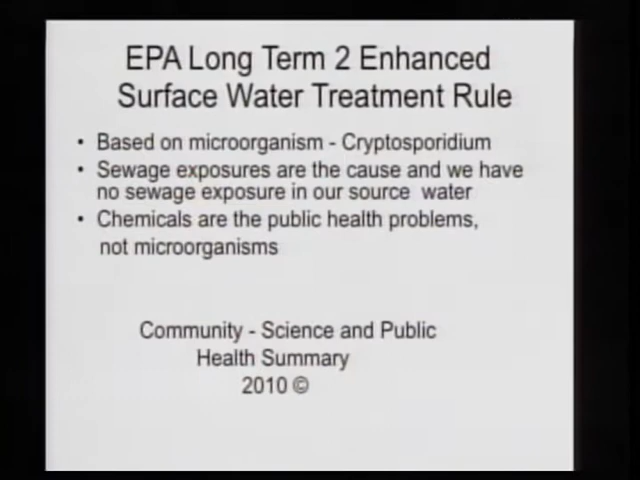 EPA Long Term 2 Enhanced
Surface Water Treatment Rule
• Based on microorganism - Cryptosporidium
• Sewage exposures are the cause and we have
no sewage exposure in our source water
• Chemicals are the public health problems,
not microorganisms
Community - Science and Public
Health Summary
2010 ©